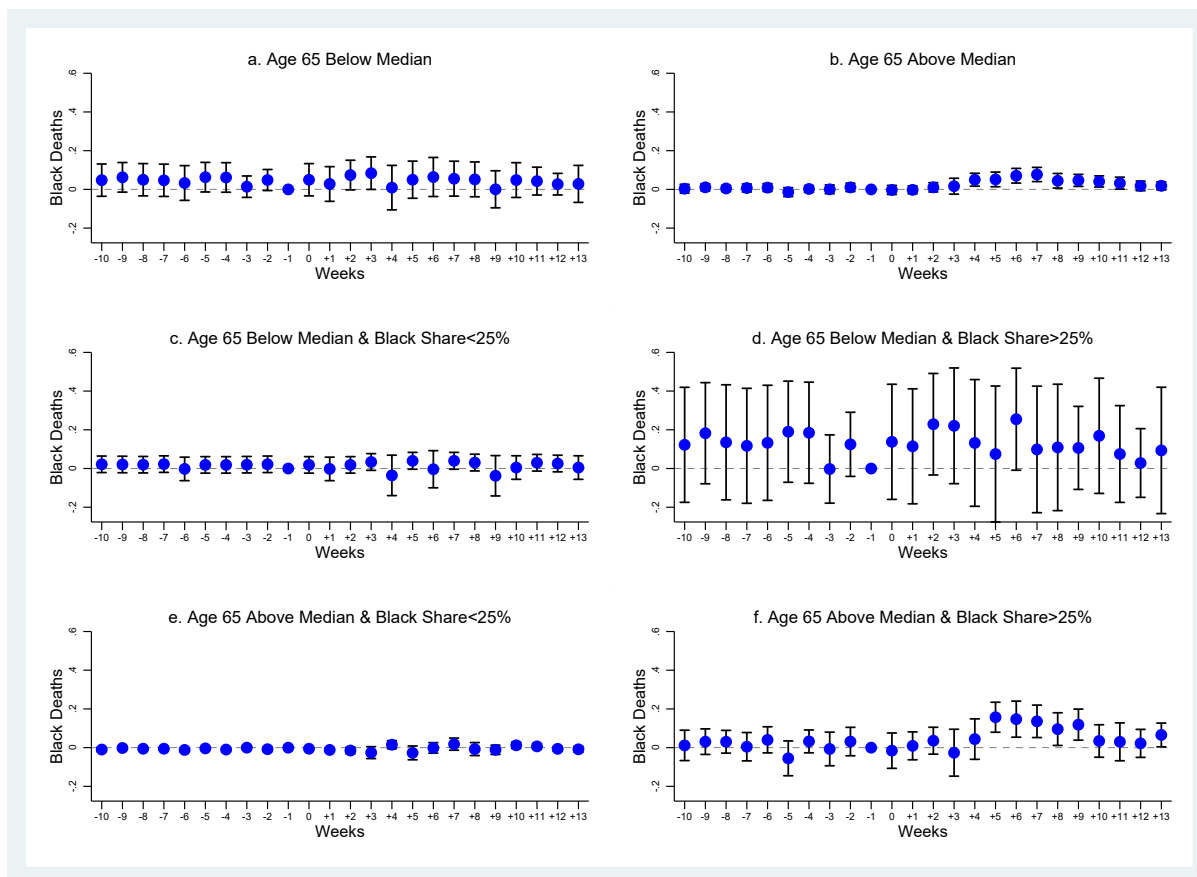 a. Age 65 Below Median
Black Deaths
.6
.4
.2
0
-.2
-10 -9 -8 -7 -6 -5 -4 -3 -2 -1 0 +1 +2 +3 +4 +5 +6 +7 +8 +9 +10 +11 +12 +13
Weeks
b. Age 65 Above Median
Black Deaths
.6
.4
.2
0
-.2
-10 -9 -8 -7 -6 -5 -4 -3 -2 -1 0 +1 +2 +3 +4 +5 +6 +7 +8 +9 +10 +11 +12 +13
Weeks
c. Age 65 Below Median & Black Share<25%
Black Deaths
.6
.4
.2
0
-.2
-10 -9 -8 -7 -6 -5 -4 -3 -2 -1 0 +1 +2 +3 +4 +5 +6 +7 +8 +9 +10 +11 +12 +13
Weeks
d. Age 65 Below Median & Black Share>25%
Black Deaths
.6
.4
.2
0
-.2
-10 -9 -8 -7 -6 -5 -4 -3 -2 -1 0 +1 +2 +3 +4 +5 +6 +7 +8 +9 +10 +11 +12 +13
Weeks
e. Age 65 Above Median & Black Share<25%
Black Deaths
.6
.4
.2
0
-.2
-10 -9 -8 -7 -6 -5 -4 -3 -2 -1 0 +1 +2 +3 +4 +5 +6 +7 +8 +9 +10 +11 +12 +13
Weeks
f. Age 65 Above Median & Black Share>25%
Black Deaths
.6
.4
.2
0
-.2
-10 -9 -8 -7 -6 -5 -4 -3 -2 -1 0 +1 +2 +3 +4 +5 +6 +7 +8 +9 +10 +11 +12 +13
Weeks